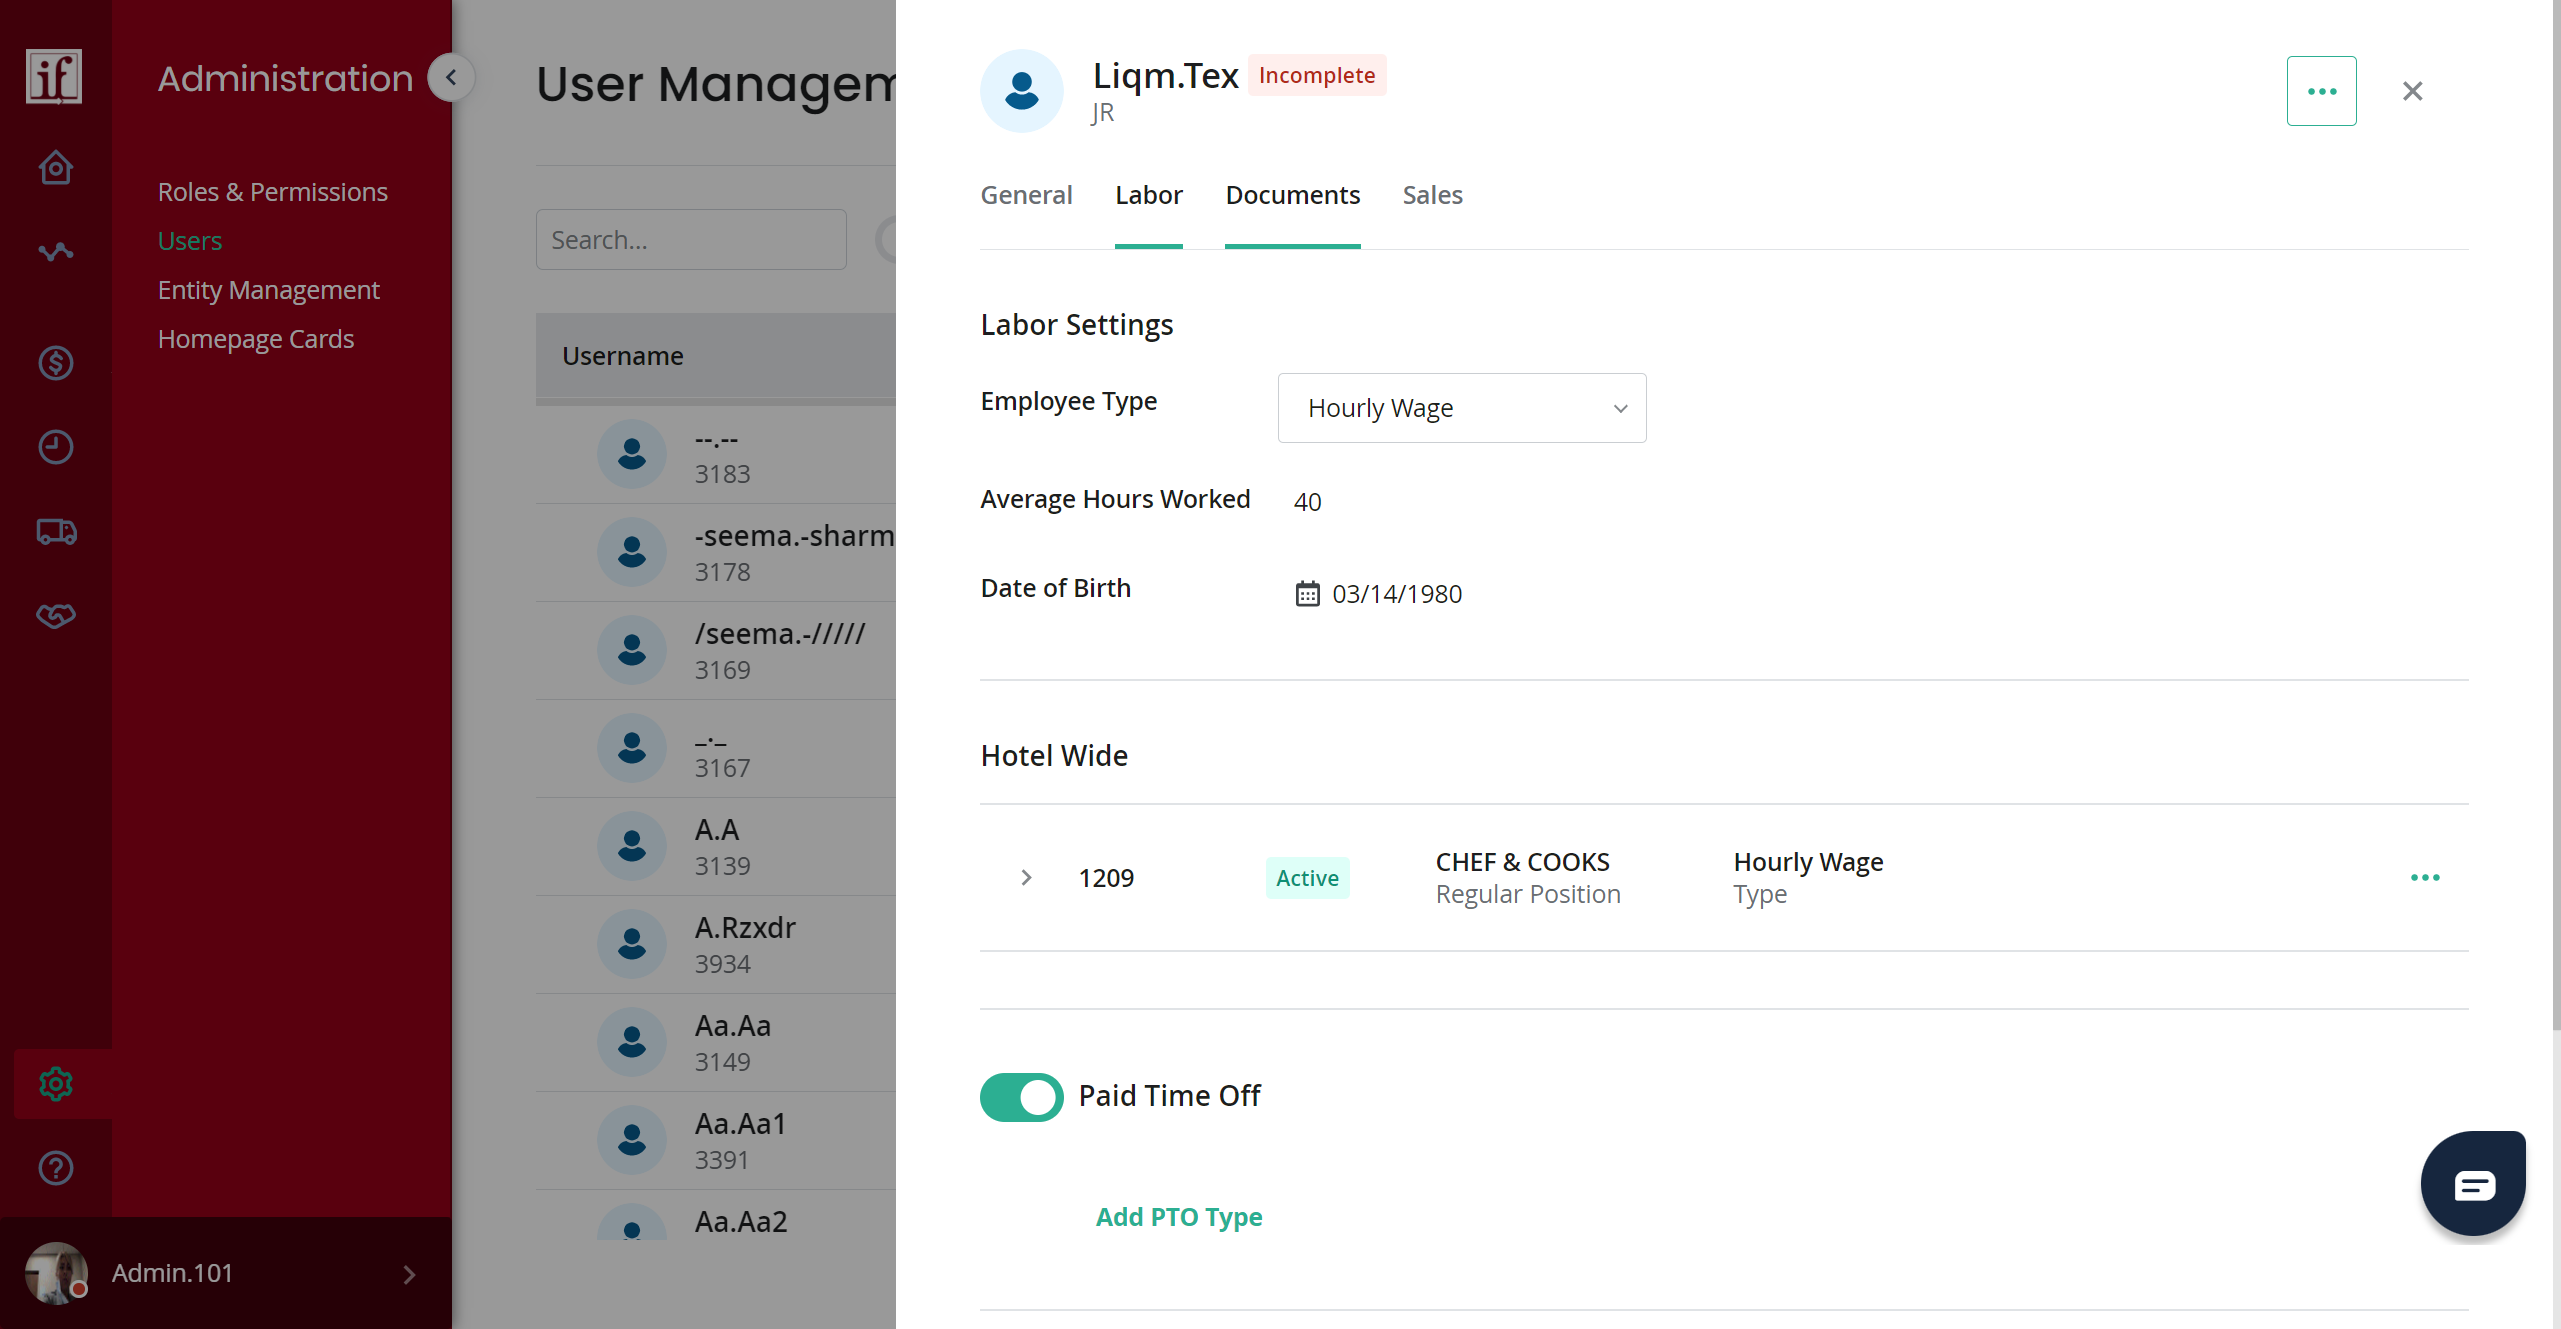 if
Administration
Roles & Permissions
Users
Entity Management
Homepage Cards
Admin.101
User Managem
Search...
Username
--.--
3183
-seema.-sharm
3178
/seema.-/////
3169
_._
3167
A.A
3139
A.Rzxdr
3934
Aa.Aa
3149
Aa.Aa1
3391
Aa.Aa2
Liqm.Tex Incomplete
JR
General Labor Documents Sales
Labor Settings
Employee Type Hourly Wage
Average Hours Worked 40
Date of Birth 03/14/1980
Hotel Wide
1209 Active CHEF & COOKS Hourly Wage
Regular Position Type
Paid Time Off
Add PTO Type